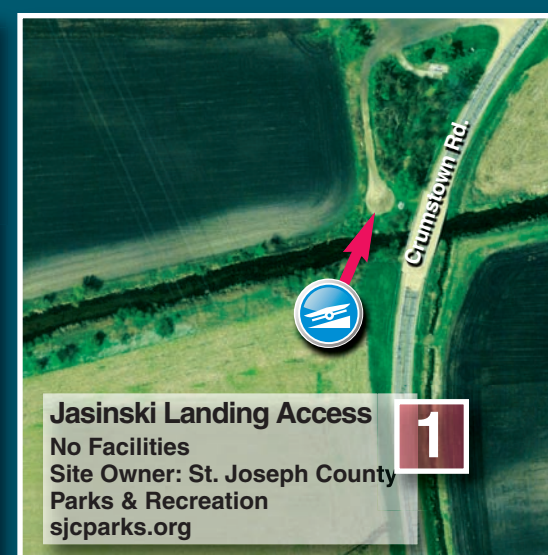 Crumstown Rd.
Jasinski Landing Access
1
No Facilities
Site Owner: St. Joseph County
Parks & Recreation
sjcparks.org